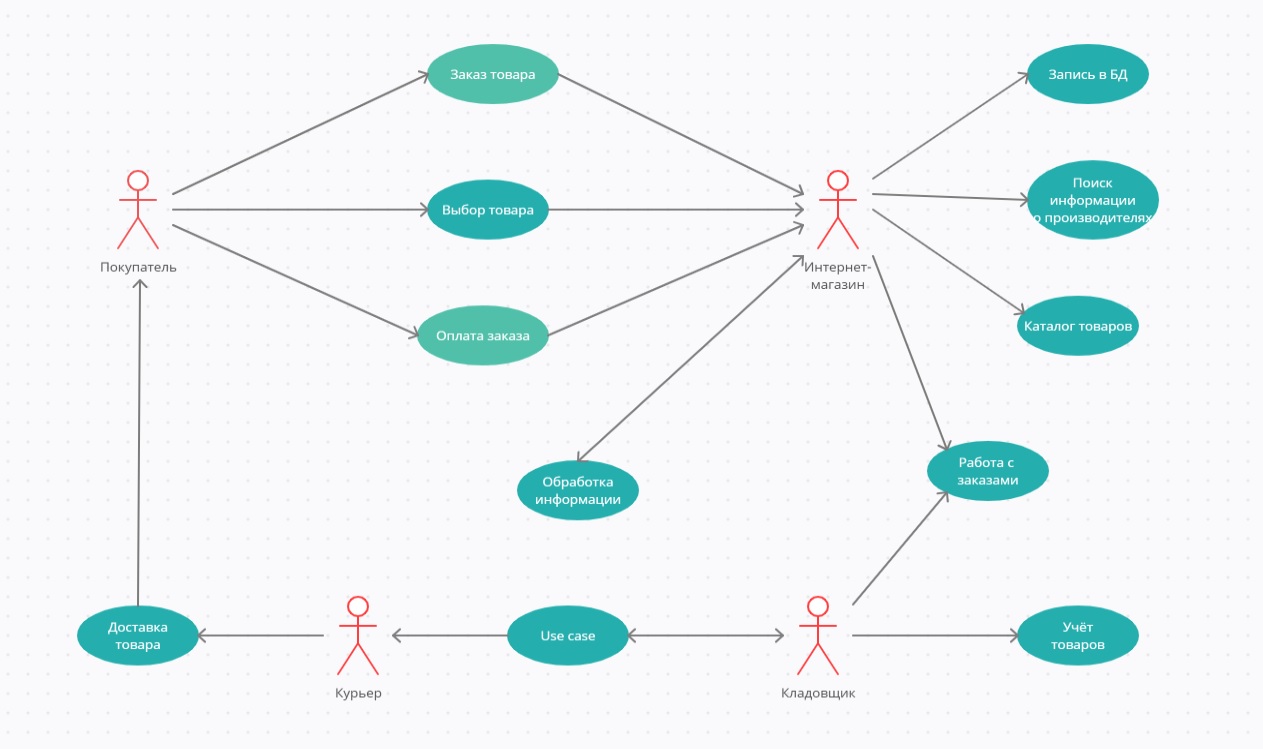 Заказ товара
Запись в БД
Поиск
информации
о производителях
Выбор товара
Покупатель
Интернет-
магазин
Каталог товаров
Оплата заказа
Работа с
заказами
Обработка
информации
Доставка
товара
Use case
Учёт
товаров
Курьер
Кладовщик